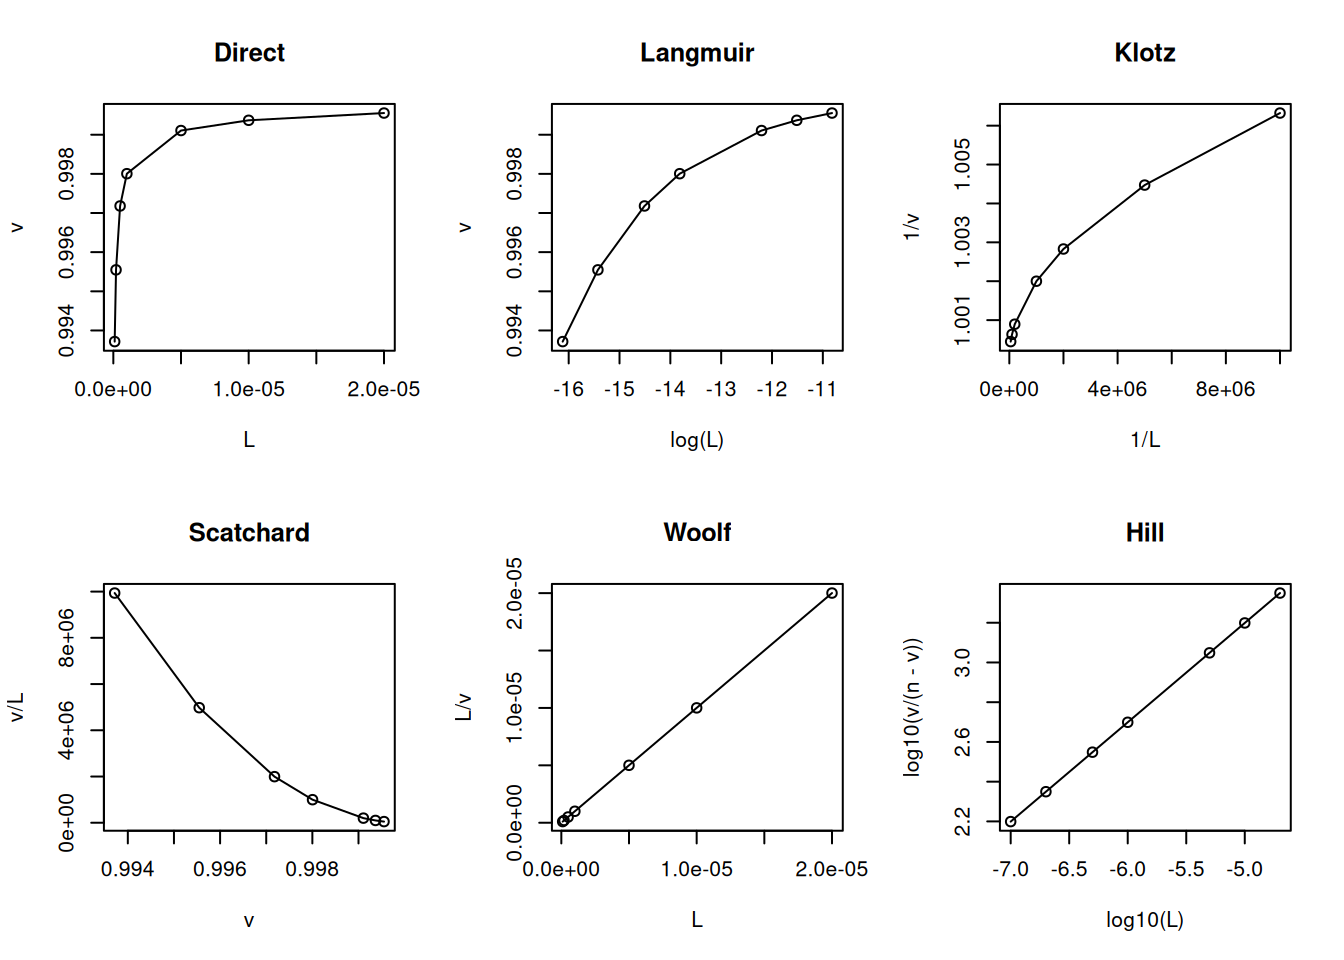 Direct
v
0.994 0.996 0.998
0.0e+00 1.0e-05 2.0e-05
L
Langmuir
v
0.994 0.996 0.998
-16 -15 -14 -13 -12 -11
log(L)
Klotz
1/v
1.001 1.003 1.005
0e+00 4e+06 8e+06
1/L
Scatchard
v/L
0e+00 4e+06 8e+06
0.994 0.996 0.998
v
Woolf
L/v
0.0e+00 1.0e-05 2.0e-05
0.0e+00 1.0e-05 2.0e-05
L
Hill
log10(v/(n - v))
2.2 2.6 3.0
-7.0 -6.5 -6.0 -5.5 -5.0
log10(L)